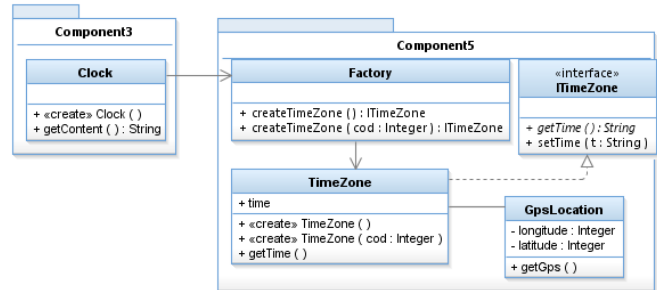 Component3
Clock
+ «create» Clock ( )
+ getContent ( ) : String
Component5
Factory
+ createTimeZone ( ) : ITimeZone
+ createTimeZone ( cod : Integer ) : ITimeZone
«interface»
ITimeZone
+ getTime ( ) : String
+ setTime ( t : String )
TimeZone
+ time
+ «create» TimeZone ( )
+ «create» TimeZone ( cod : Integer )
+ getTime ( )
GpsLocation
- longitude : Integer
- latitude : Integer
+ getGps ( )